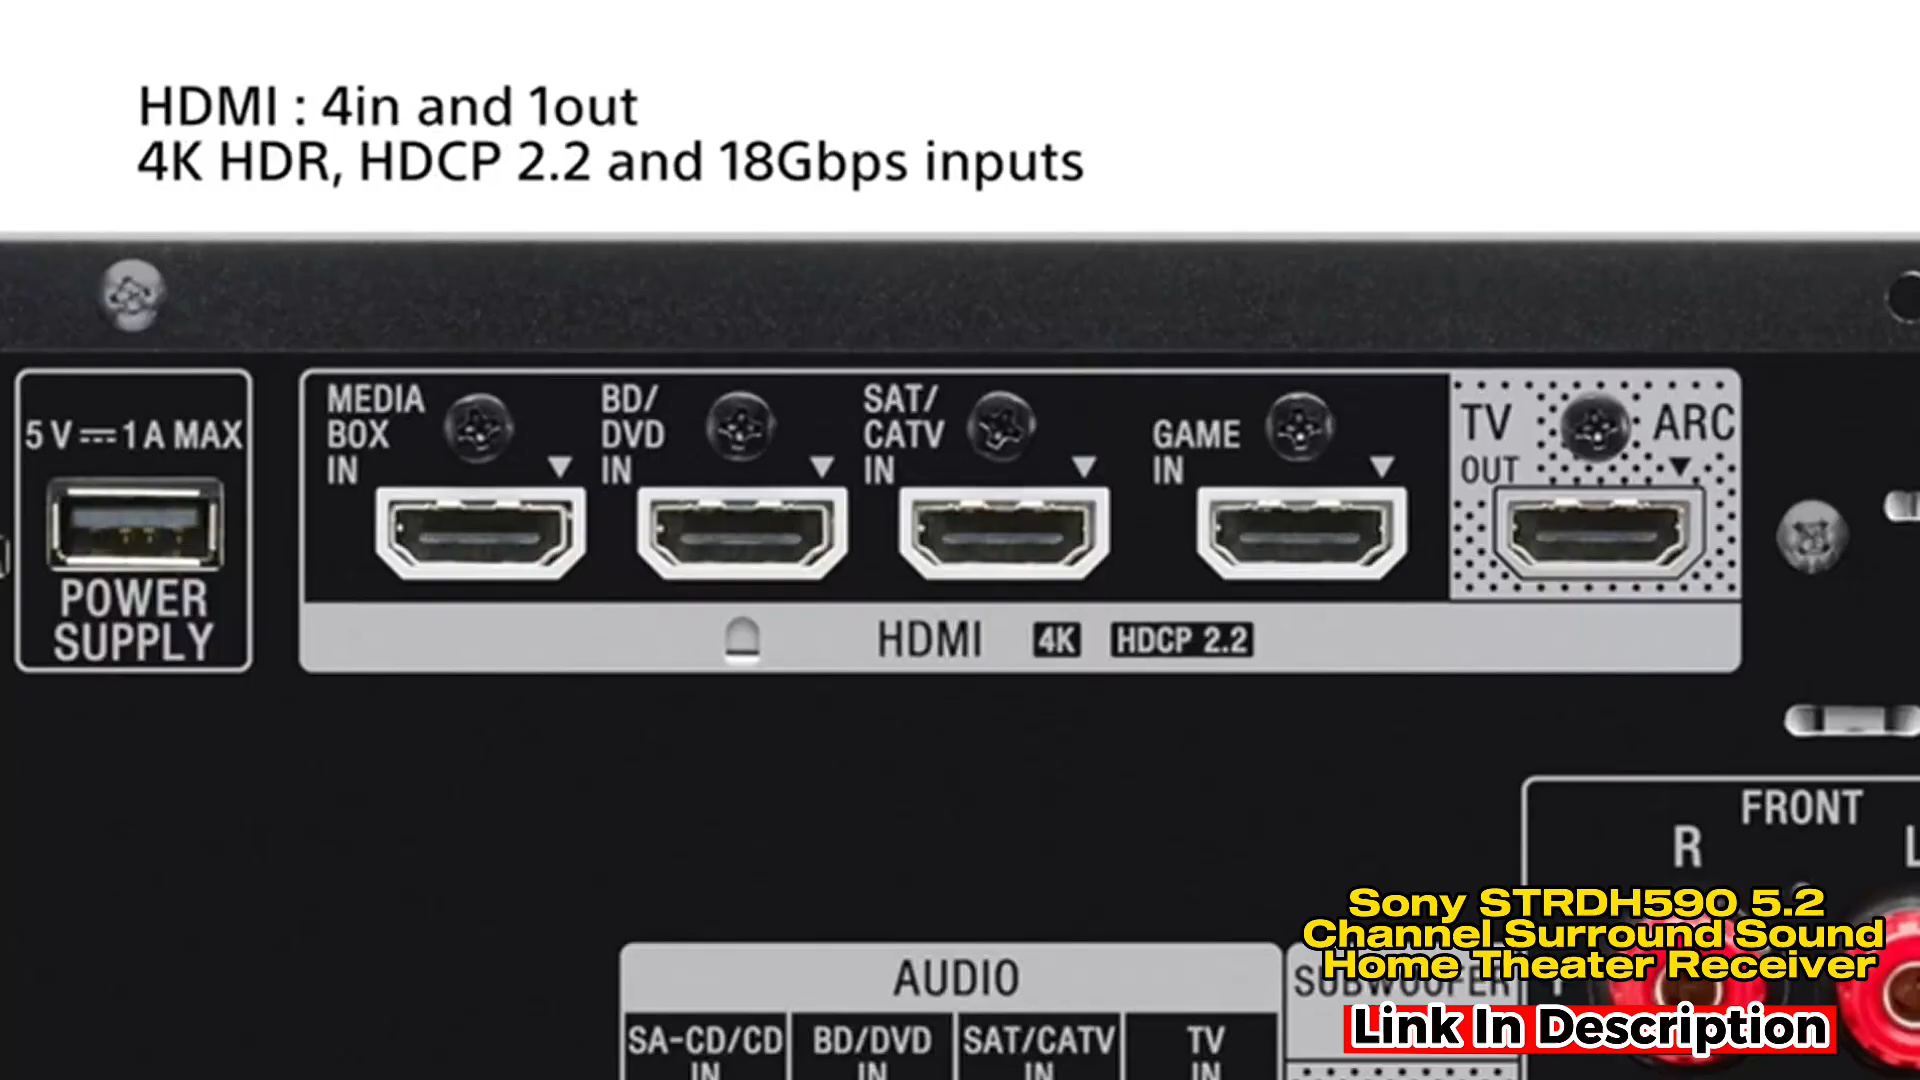 HDMI : 4in and 1out
4K HDR, HDCP 2.2 and 18Gbps inputs
5 V ⎓ 1 A MAX
POWER
SUPPLY
MEDIA
BOX
IN
BD/
DVD
IN
SAT/
CATV
IN
GAME
IN
TV
OUT
ARC
HDMI 4K HDCP 2.2
FRONT
R L
AUDIO
SUBWOOFER
SA-CD/CD
IN
BD/DVD
IN
SAT/CATV
IN
TV
IN
Sony STRDH590 5.2
Channel Surround Sound
Home Theater Receiver
Link In Description